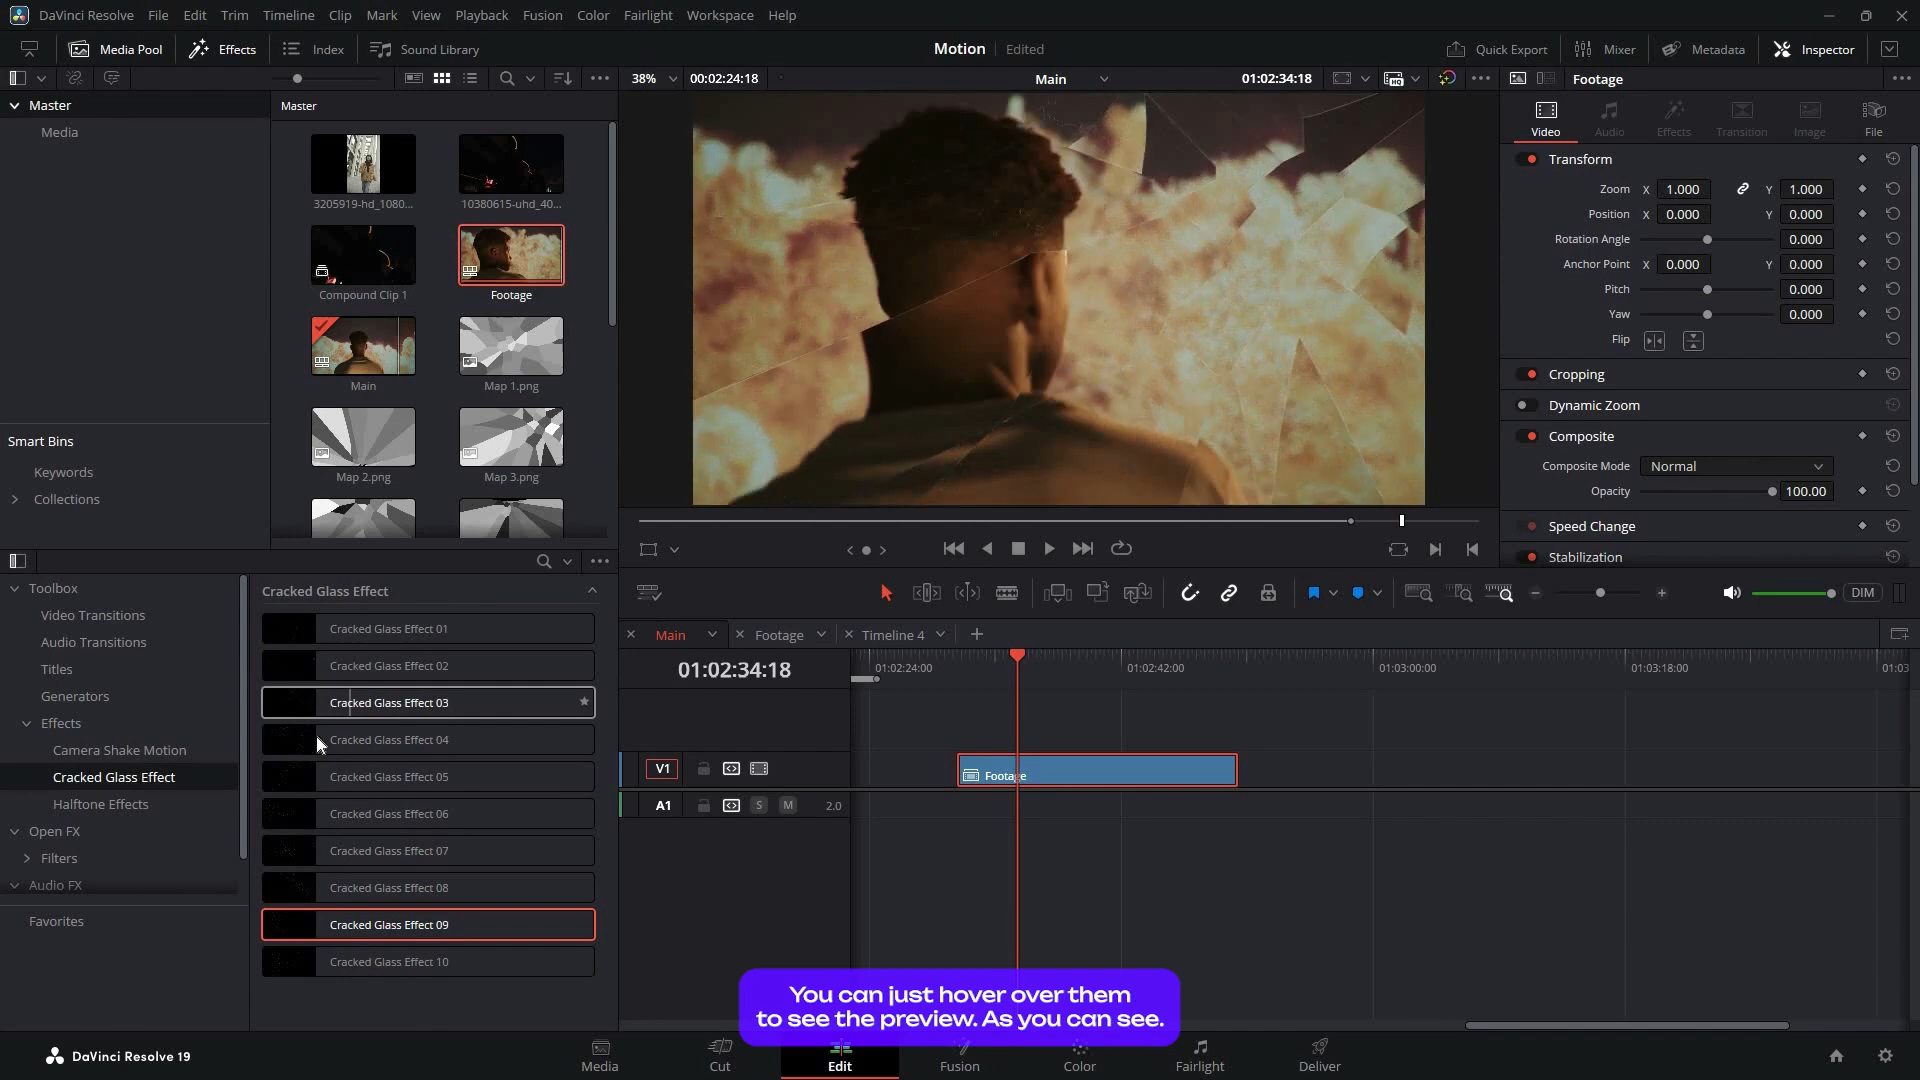 DaVinci Resolve File Edit Trim Timeline Clip Mark View Playback Fusion Color Fairlight Workspace Help
Media Pool Effects Index Sound Library Motion Edited Quick Export Mixer Metadata Inspector
38% 00:02:24:18 Main 01:02:34:18 Footage
Master
Media
Master
3205919-hd_1080... 10380615-uhd_40...
Compound Clip 1 Footage
Main Map 1.png
Map 2.png Map 3.png
Smart Bins
Keywords
Collections
Video Audio Effects Transition Image File
Transform
Zoom X 1.000 Y 1.000
Position X 0.000 Y 0.000
Rotation Angle 0.000
Anchor Point X 0.000 Y 0.000
Pitch 0.000
Yaw 0.000
Flip
Cropping
Dynamic Zoom
Composite
Composite Mode Normal
Opacity 100.00
Speed Change
Stabilization
Toolbox
Video Transitions
Audio Transitions
Titles
Generators
Effects
Camera Shake Motion
Cracked Glass Effect
Halftone Effects
Open FX
Filters
Audio FX
Favorites
Cracked Glass Effect
Cracked Glass Effect 01
Cracked Glass Effect 02
Cracked Glass Effect 03
Cracked Glass Effect 04
Cracked Glass Effect 05
Cracked Glass Effect 06
Cracked Glass Effect 07
Cracked Glass Effect 08
Cracked Glass Effect 09
Cracked Glass Effect 10
DIM
Main Footage Timeline 4
01:02:34:18 01:02:24:00 01:02:42:00 01:03:00:00 01:03:18:00 01:03
V1 Footage
A1 S M 2.0
You can just hover over them
to see the preview. As you can see.
DaVinci Resolve 19 Media Cut Edit Fusion Color Fairlight Deliver